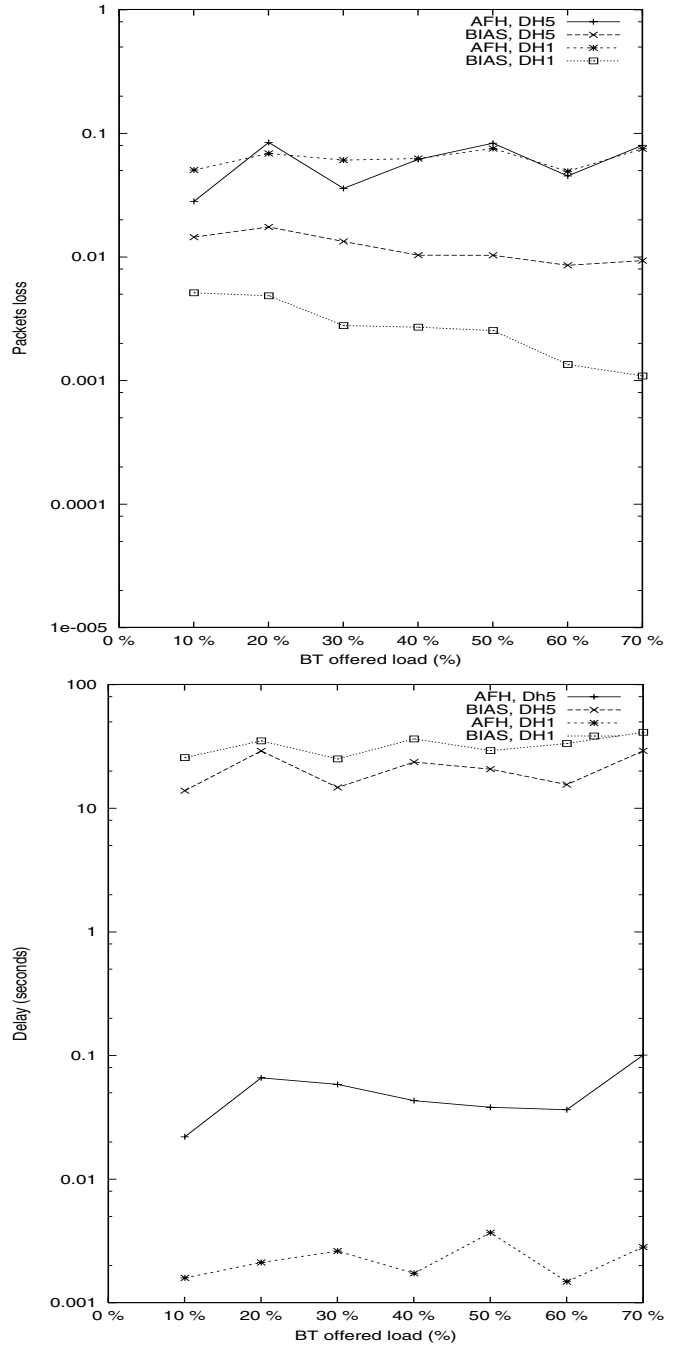 1
0.1
0.01
0.001
0.0001
1e-005
Packets loss
AFH, DH5
BIAS, DH5
AFH, DH1
BIAS, DH1
0 % 10 % 20 % 30 % 40 % 50 % 60 % 70 %
BT offered load (%)
100
10
1
0.1
0.01
0.001
Delay (seconds)
AFH, Dh5
BIAS, DH5
AFH, DH1
BIAS, DH1
0 % 10 % 20 % 30 % 40 % 50 % 60 % 70 %
BT offered load (%)